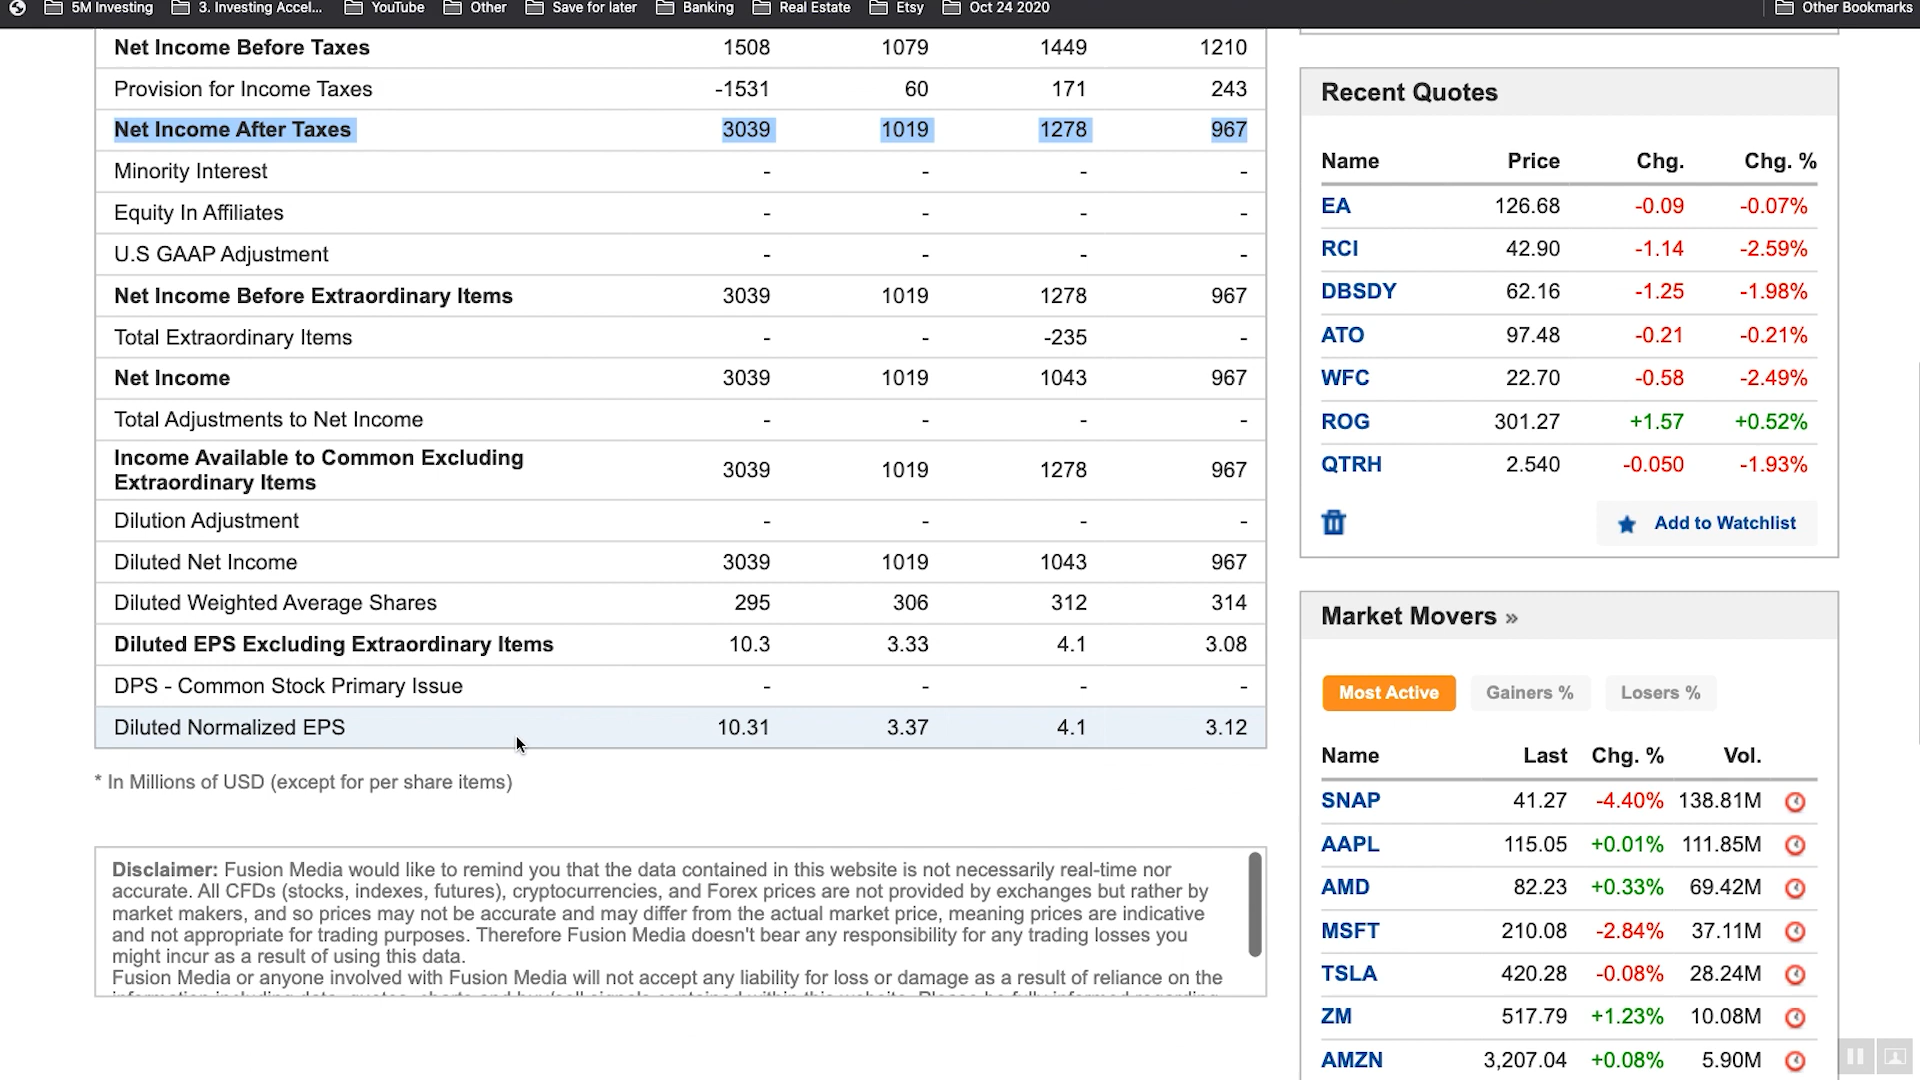 5M Investing 3. Investing Accel... YouTube Other Save for later Banking Real Estate Etsy Oct 24 2020 Other Bookmarks
Net Income Before Taxes 1508 1079 1449 1210
Provision for Income Taxes -1531 60 171 243
Net Income After Taxes 3039 1019 1278 967
Minority Interest - - - -
Equity In Affiliates - - - -
U.S GAAP Adjustment - - - -
Net Income Before Extraordinary Items 3039 1019 1278 967
Total Extraordinary Items - - -235 -
Net Income 3039 1019 1043 967
Total Adjustments to Net Income - - - -
Income Available to Common Excluding
Extraordinary Items 3039 1019 1278 967
Dilution Adjustment - - - -
Diluted Net Income 3039 1019 1043 967
Diluted Weighted Average Shares 295 306 312 314
Diluted EPS Excluding Extraordinary Items 10.3 3.33 4.1 3.08
DPS - Common Stock Primary Issue - - - -
Diluted Normalized EPS 10.31 3.37 4.1 3.12
* In Millions of USD (except for per share items)
Disclaimer: Fusion Media would like to remind you that the data contained in this website is not necessarily real-time nor
accurate. All CFDs (stocks, indexes, futures), cryptocurrencies, and Forex prices are not provided by exchanges but rather by
market makers, and so prices may not be accurate and may differ from the actual market price, meaning prices are indicative
and not appropriate for trading purposes. Therefore Fusion Media doesn't bear any responsibility for any trading losses you
might incur as a result of using this data.
Fusion Media or anyone involved with Fusion Media will not accept any liability for loss or damage as a result of reliance on the
Recent Quotes
Name Price Chg. Chg. %
EA 126.68 -0.09 -0.07%
RCI 42.90 -1.14 -2.59%
DBSDY 62.16 -1.25 -1.98%
ATO 97.48 -0.21 -0.21%
WFC 22.70 -0.58 -2.49%
ROG 301.27 +1.57 +0.52%
QTRH 2.540 -0.050 -1.93%
Add to Watchlist
Market Movers »
Most Active Gainers % Losers %
Name Last Chg. % Vol.
SNAP 41.27 -4.40% 138.81M
AAPL 115.05 +0.01% 111.85M
AMD 82.23 +0.33% 69.42M
MSFT 210.08 -2.84% 37.11M
TSLA 420.28 -0.08% 28.24M
ZM 517.79 +1.23% 10.08M
AMZN 3,207.04 +0.08% 5.90M